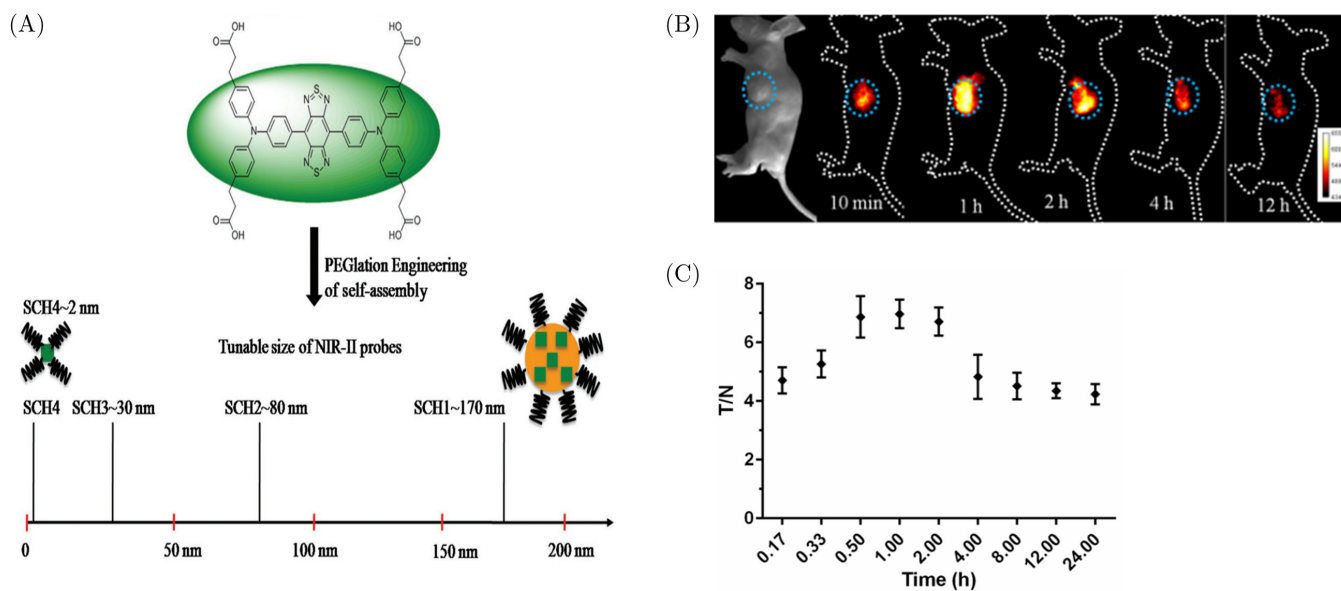 (A)
OH
O
HO
O
N
S
N
N
N
N
S
N
O
OH
HO
O
PEGlation Engineering
of self-assembly
SCH4~2 nm
Tunable size of NIR-II probes
SCH4
SCH3~30 nm
SCH2~80 nm
SCH1~170 nm
0
50 nm
100 nm
150 nm
200 nm
(B)
10 min
1 h
2 h
4 h
12 h
(C)
T/N
8
6
4
2
0
0.17
0.33
0.50
1.00
2.00
4.00
8.00
12.00
24.00
Time (h)